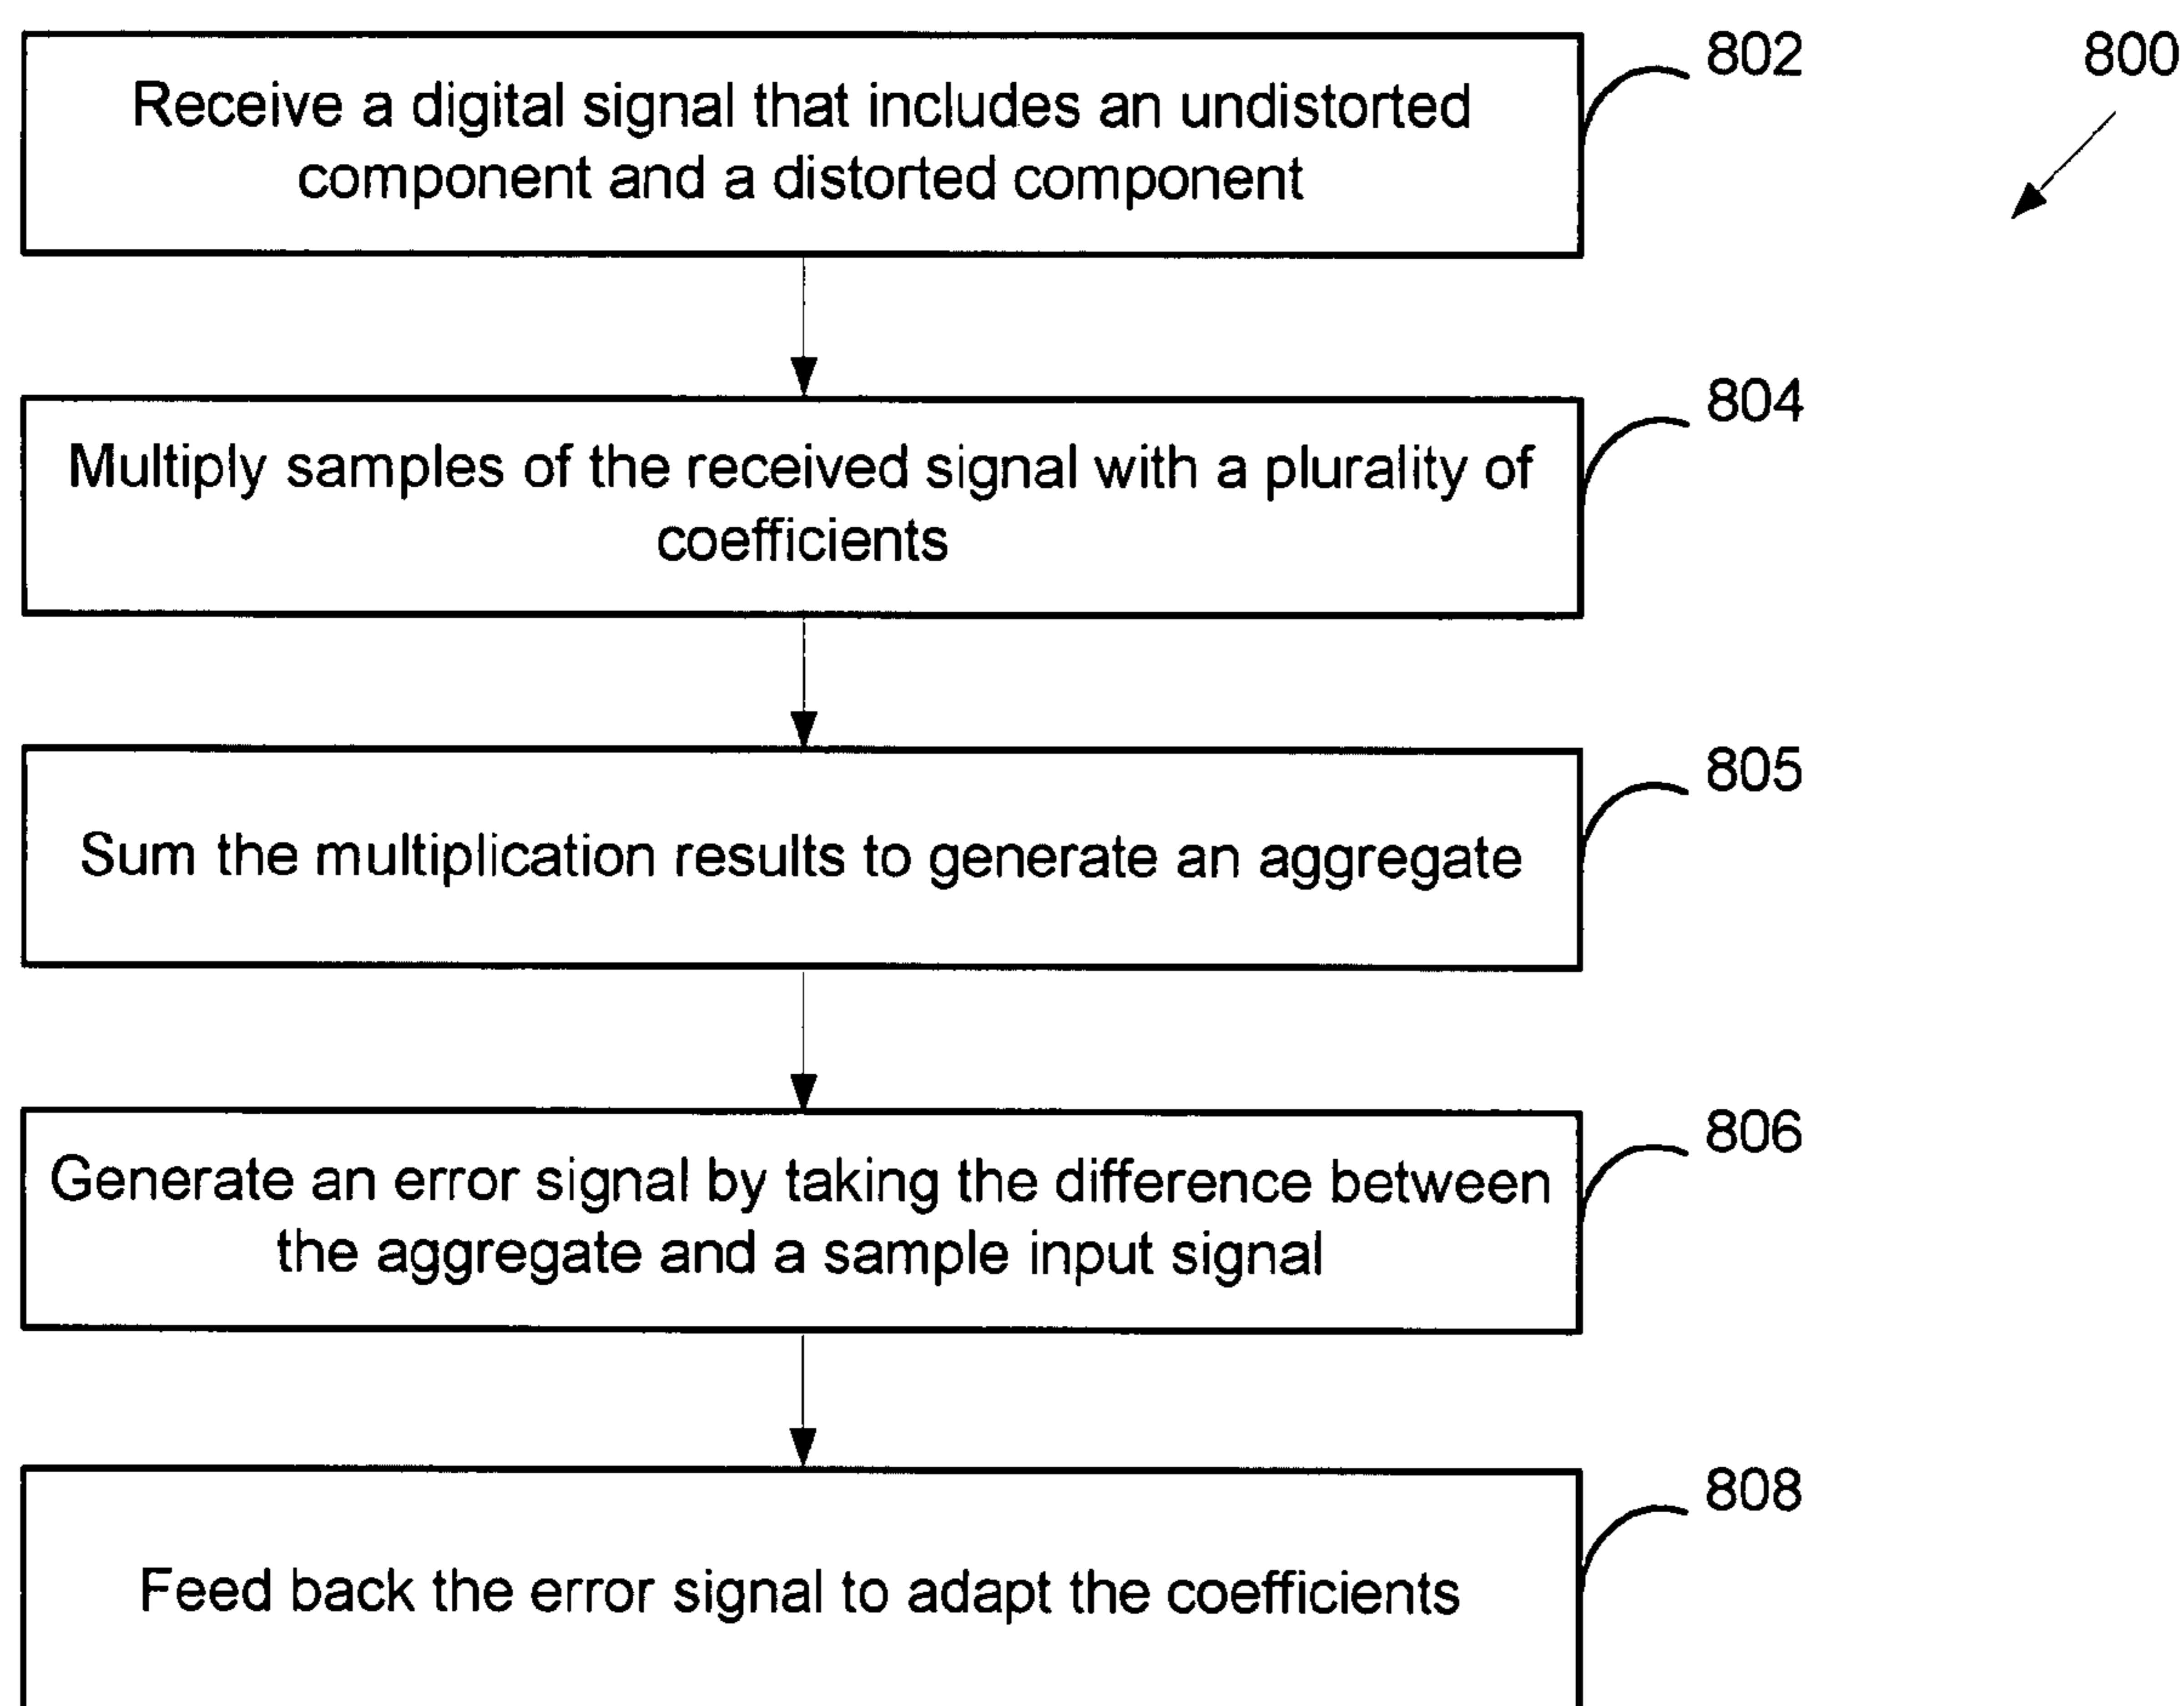 Receive a digital signal that includes an undistorted
component and a distorted component
802
800
Multiply samples of the received signal with a plurality of
coefficients
804
Sum the multiplication results to generate an aggregate
805
Generate an error signal by taking the difference between
the aggregate and a sample input signal
806
Feed back the error signal to adapt the coefficients
808